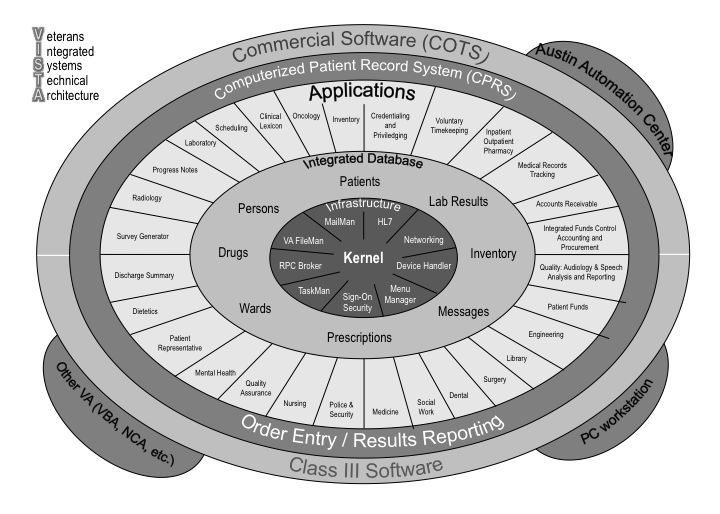 Veterans
Integrated
Systems
Technical
Architecture
Commercial Software (COTS)
Computerized Patient Record System (CPRS)
Applications
Austin Automation Center
Survey Generator
Radiology
Progress Notes
Laboratory
Scheduling
Clinical
Lexicon
Oncology
Inventory
Credentialing
and
Priviledging
Voluntary
Timekeeping
Inpatient
Outpatient
Pharmacy
Medical Records
Tracking
Accounts Receivable
Integrated Funds Control
Accounting and
Procurement
Quality: Audiology & Speech
Analysis and Reporting
Patient Funds
Engineering
Library
Surgery
Dental
Social
Work
Medicine
Police &
Security
Nursing
Quality
Assurance
Mental Health
Patient
Representative
Dietetics
Discharge Summary
Integrated Database
Patients
Lab Results
Inventory
Messages
Prescriptions
Wards
Drugs
Persons
Infrastructure
MailMan
HL7
Networking
Device Handler
Menu
Manager
Sign-On
Security
TaskMan
RPC Broker
VA FileMan
Kernel
Order Entry / Results Reporting
Class III Software
Other VA (VBA, NCA, etc.)
PC workstation